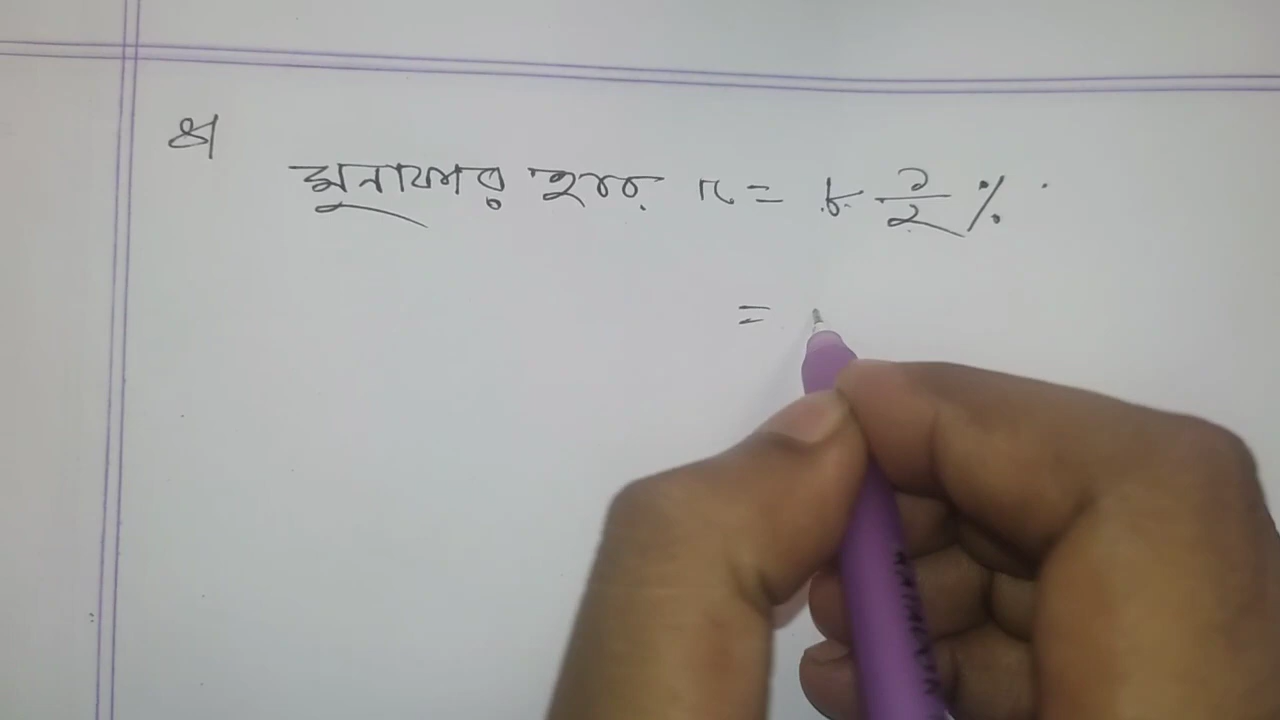 ক্ষ
মুনাফার হার r = ৮ ১/২ %
=